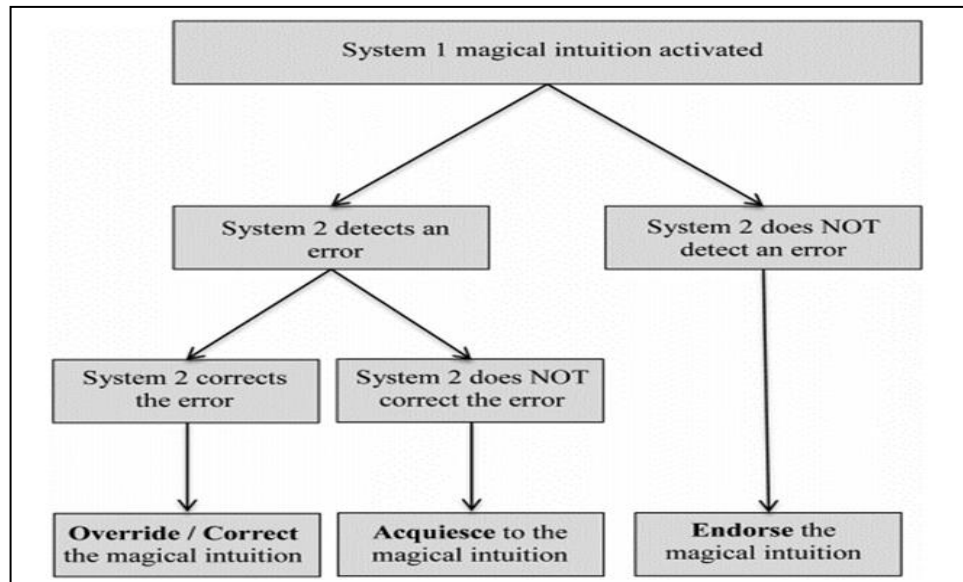 System 1 magical intuition activated
System 2 detects an
error
System 2 does NOT
detect an error
System 2 corrects
the error
System 2 does NOT
correct the error
Override / Correct
the magical intuition
Acquiesce to the
magical intuition
Endorse the
magical intuition